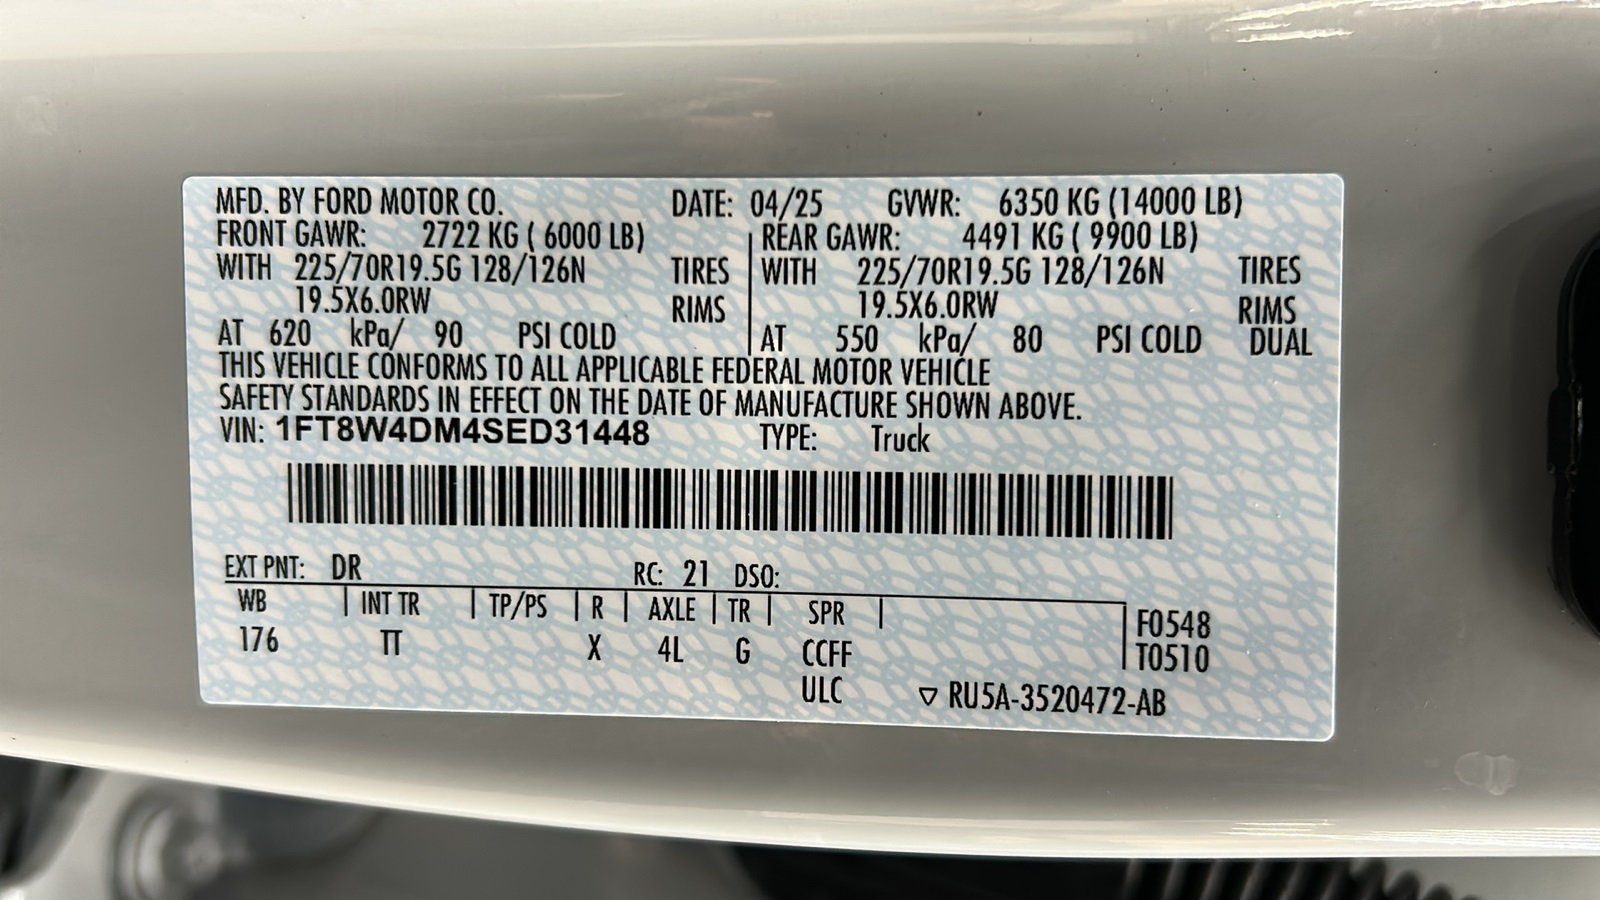 MFD. BY FORD MOTOR CO. DATE: 04/25 GVWR: 6350 KG (14000 LB)
FRONT GAWR: 2722 KG ( 6000 LB) REAR GAWR: 4491 KG ( 9900 LB)
WITH 225/70R19.5G 128/126N TIRES WITH 225/70R19.5G 128/126N TIRES
19.5X6.0RW RIMS 19.5X6.0RW RIMS
AT 620 kPa/ 90 PSI COLD AT 550 kPa/ 80 PSI COLD DUAL
THIS VEHICLE CONFORMS TO ALL APPLICABLE FEDERAL MOTOR VEHICLE
SAFETY STANDARDS IN EFFECT ON THE DATE OF MANUFACTURE SHOWN ABOVE.
VIN: 1FT8W4DM4SED31448 TYPE: Truck
EXT PNT: DR RC: 21 DSO:
WB INT TR TP/PS R AXLE TR SPR F0548
176 TT X 4L G CCFF T0510
ULC ▽ RU5A-3520472-AB